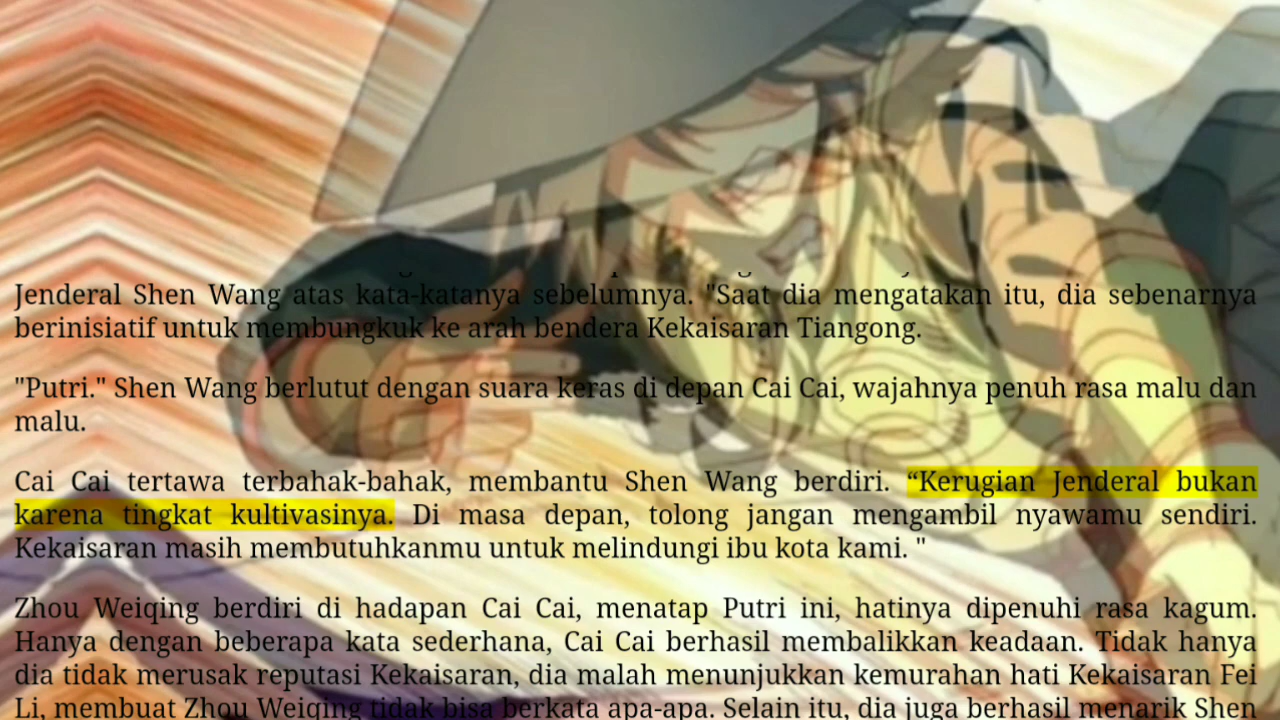 Jenderal Shen Wang atas kata-katanya sebelumnya. "Saat dia mengatakan itu, dia sebenarnya
berinisiatif untuk membungkuk ke arah bendera Kekaisaran Tiangong.
"Putri." Shen Wang berlutut dengan suara keras di depan Cai Cai, wajahnya penuh rasa malu dan
malu.
Cai Cai tertawa terbahak-bahak, membantu Shen Wang berdiri. “Kerugian Jenderal bukan
karena tingkat kultivasinya. Di masa depan, tolong jangan mengambil nyawamu sendiri.
Kekaisaran masih membutuhkanmu untuk melindungi ibu kota kami. "
Zhou Weiqing berdiri di hadapan Cai Cai, menatap Putri ini, hatinya dipenuhi rasa kagum.
Hanya dengan beberapa kata sederhana, Cai Cai berhasil membalikkan keadaan. Tidak hanya
dia tidak merusak reputasi Kekaisaran, dia malah menunjukkan kemurahan hati Kekaisaran Fei
Li, membuat Zhou Weiqing tidak bisa berkata apa-apa. Selain itu, dia juga berhasil menarik Shen